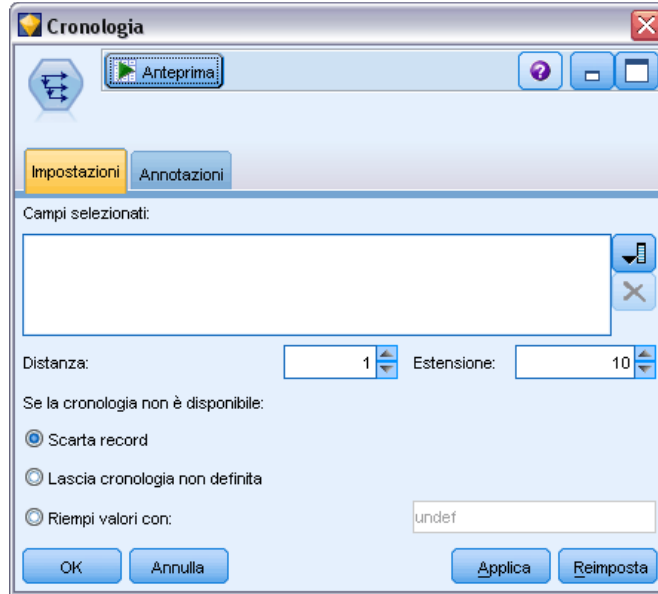 Cronologia
Anteprima
Impostazioni
Annotazioni
Campi selezionati:
Distanza: 1 Estensione: 10
Se la cronologia non è disponibile:
Scarta record
Lascia cronologia non definita
Riempi valori con: undef
OK Annulla Applica Reimposta